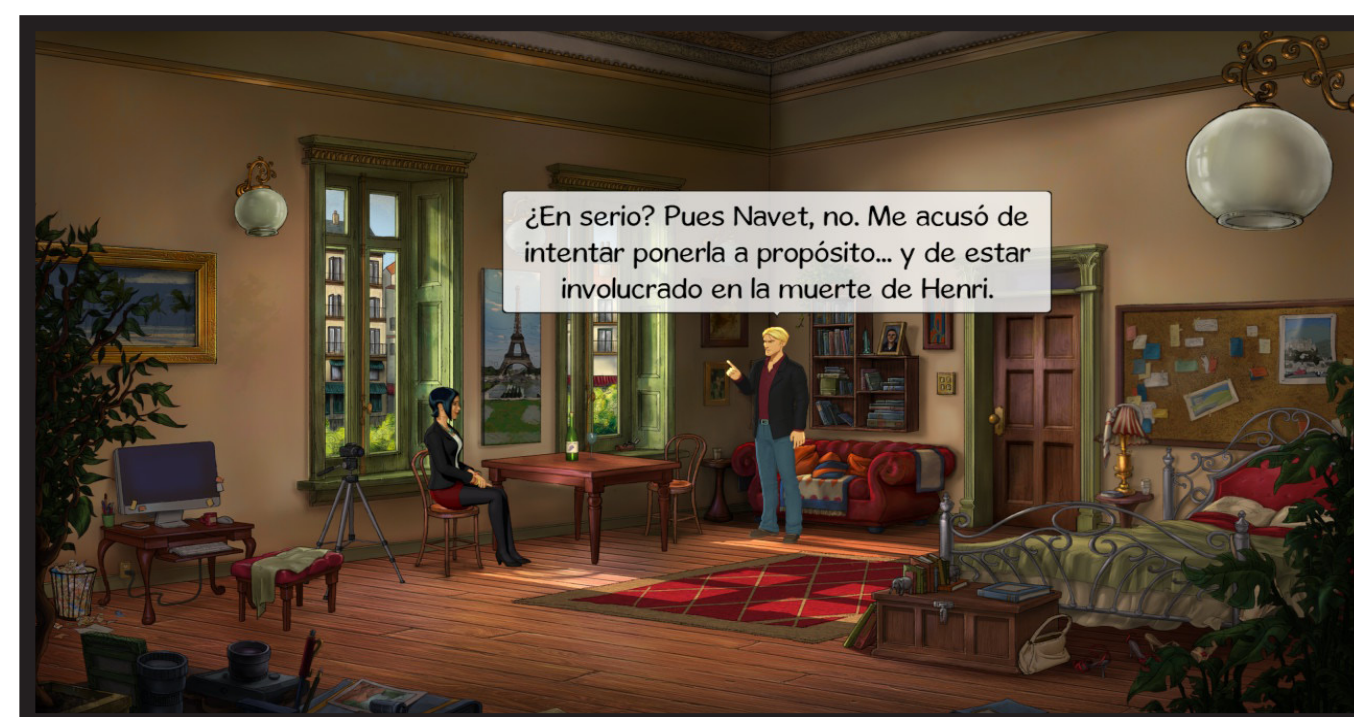 ¿En serio? Pues Navet, no. Me acusó de
intentar ponerla a propósito... y de estar
involucrado en la muerte de Henri.